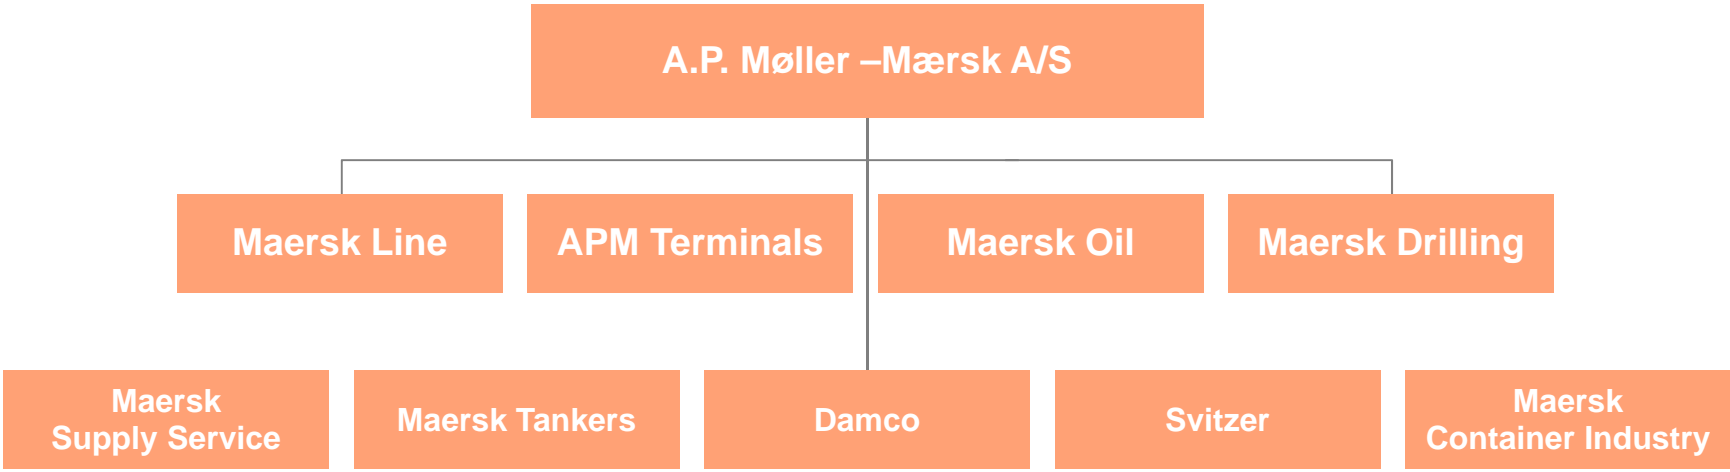 A.P. Møller –Mærsk A/S
Maersk Line
APM Terminals
Maersk Oil
Maersk Drilling
Maersk
Supply Service
Maersk Tankers
Damco
Svitzer
Maersk
Container Industry